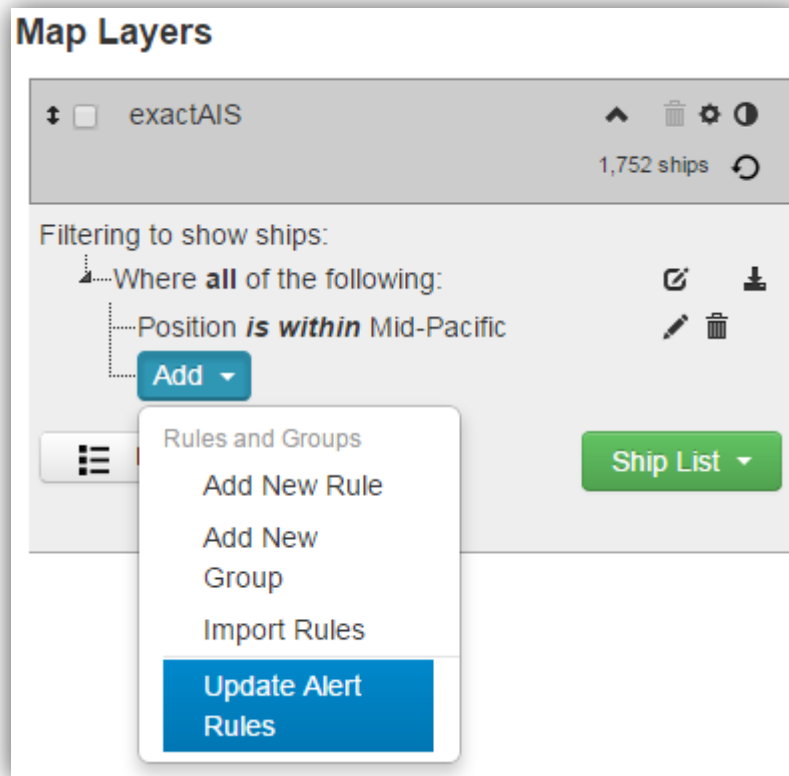 Map Layers
exactAIS
1,752 ships
Filtering to show ships:
Where all of the following:
Position is within Mid-Pacific
Add
Rules and Groups
Ship List
Add New Rule
Add New
Group
Import Rules
Update Alert
Rules